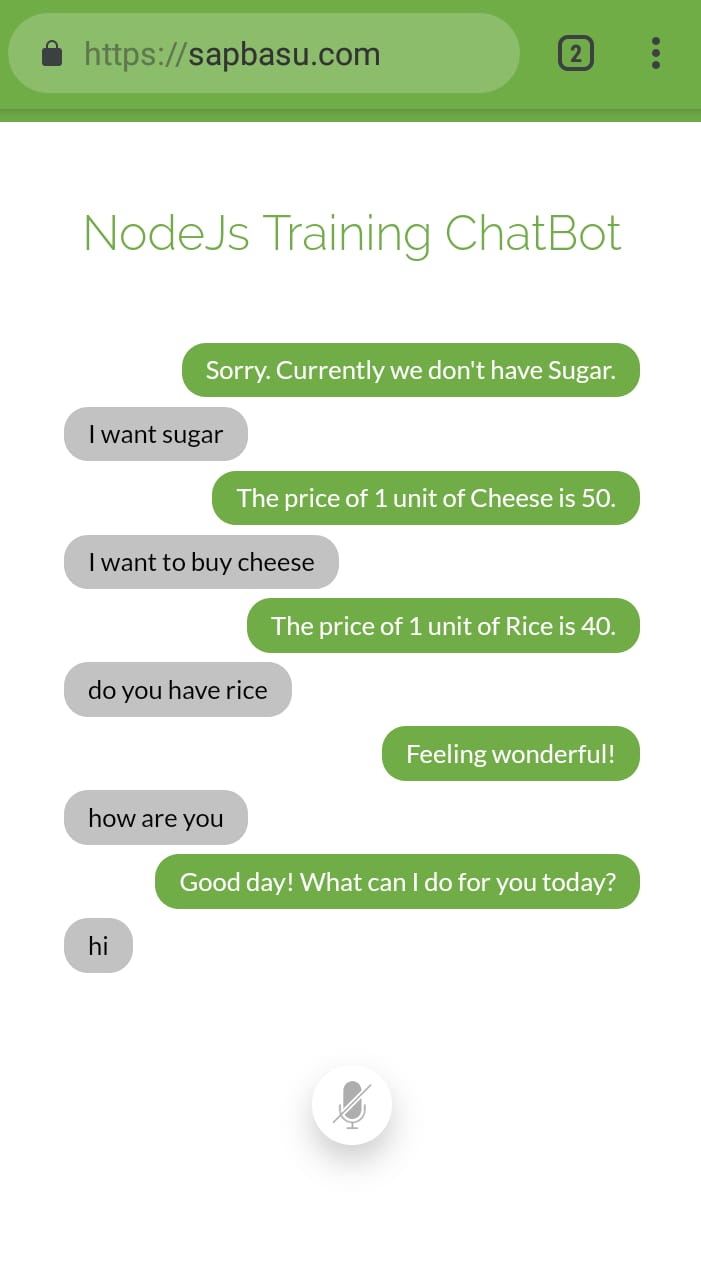 https://sapbasu.com
2
NodeJs Training ChatBot
Sorry. Currently we don't have Sugar.
I want sugar
The price of 1 unit of Cheese is 50.
I want to buy cheese
The price of 1 unit of Rice is 40.
do you have rice
Feeling wonderful!
how are you
Good day! What can I do for you today?
hi